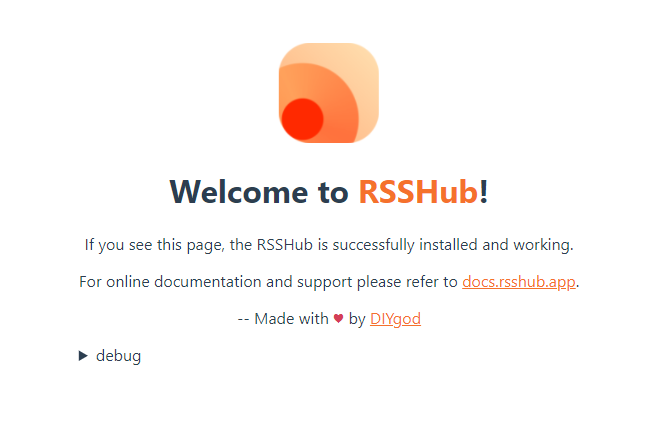 Welcome to RSSHub!
If you see this page, the RSSHub is successfully installed and working.
For online documentation and support please refer to docs.rsshub.app.
-- Made with ♥ by DIYgod
▶ debug